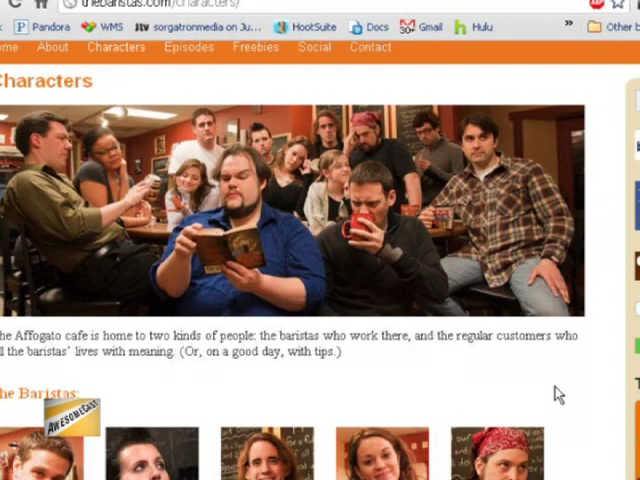 thebaristas.com/characters/
Pandora WMS sorgatronmedia on Ju... HootSuite Docs Gmail Hulu » Other b
ome About Characters Episodes Freebies Social Contact
Characters
he Affogato cafe is home to two kinds of people: the baristas who work there, and the regular customers who
ll the baristas' lives with meaning. (Or, on a good day, with tips.)
he Baristas:
AWESOMECAST